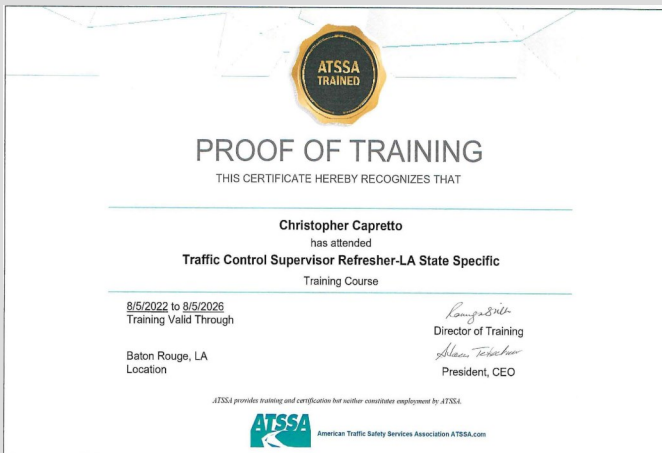 ATSSA
TRAINED
PROOF OF TRAINING
THIS CERTIFICATE HEREBY RECOGNIZES THAT
Christopher Capretto
has attended
Traffic Control Supervisor Refresher-LA State Specific
Training Course
8/5/2022 to 8/5/2026
Training Valid Through
Director of Training
Baton Rouge, LA
Location
President, CEO
ATSSA provides training and certification but neither constitutes employment by ATSSA.
ATSSA
American Traffic Safety Services Association ATSSA.com